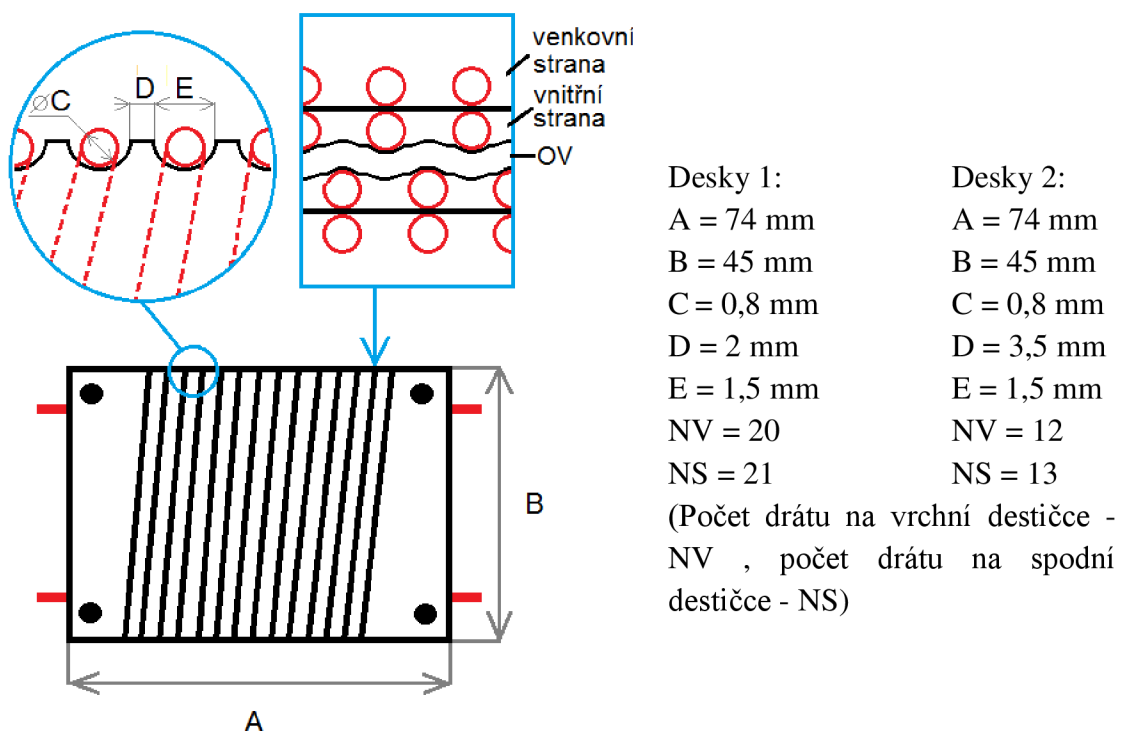 venkovní
strana
vnitřní
strana
OV
D E
⌀C
B
A
Desky 1:
A = 74 mm
B = 45 mm
C = 0,8 mm
D = 2 mm
E = 1,5 mm
NV = 20
NS = 21
Desky 2:
A = 74 mm
B = 45 mm
C = 0,8 mm
D = 3,5 mm
E = 1,5 mm
NV = 12
NS = 13
(Počet drátu na vrchní destičce -
NV , počet drátu na spodní
destičce - NS)